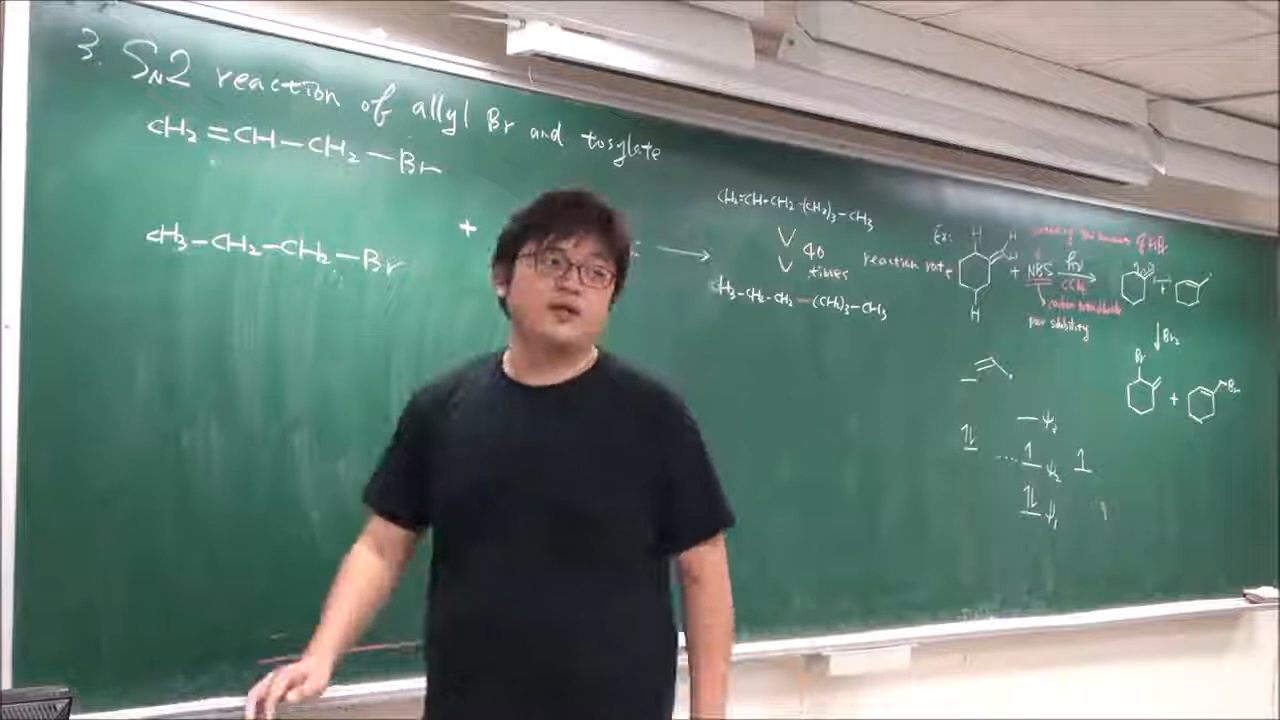 3. SN2 reaction of allyl Br and tosylate
CH2=CH-CH2-Br
+
CH3-CH2-CH2-Br
CH2=CH-CH2-(CH2)3-CH3
40
times
reaction rate
CH3-CH2-CH2-(CH2)3-CH3
Ex:
H
H
H
H
+ NBS
hν
CCl4
+
poor solubility
Br2
Br
+
Br
ψ3
ψ2
ψ1